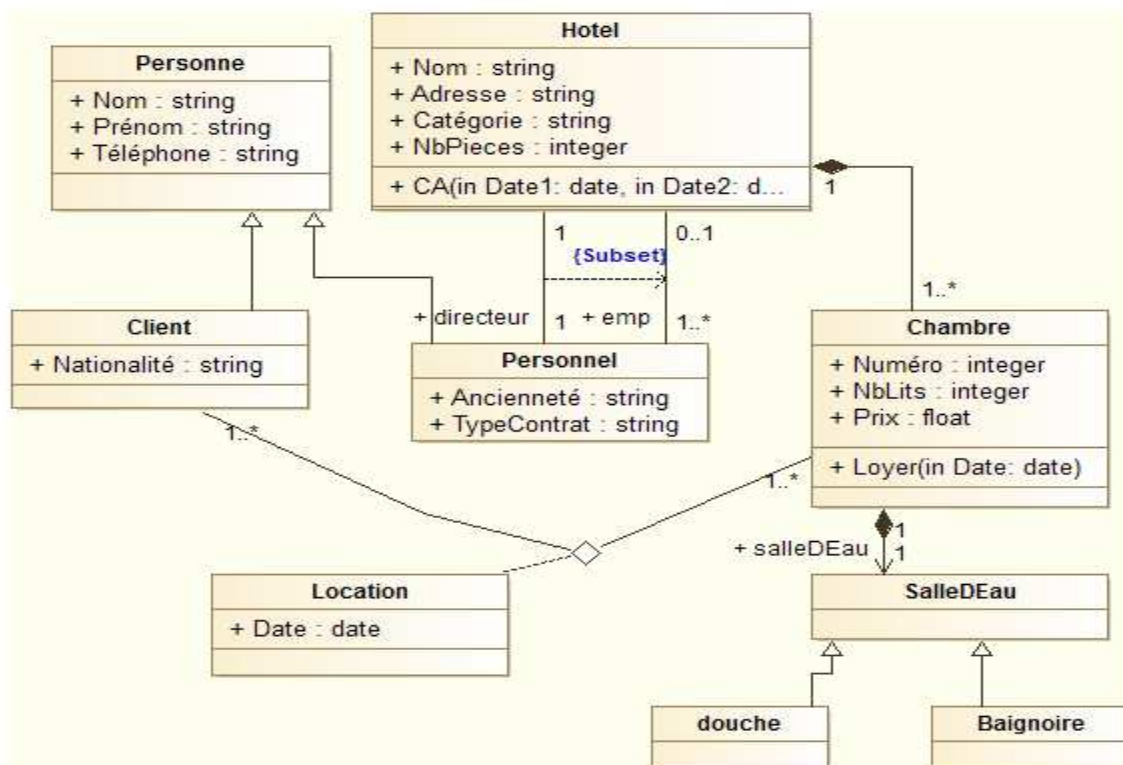 Personne
+ Nom : string
+ Prénom : string
+ Téléphone : string
Hotel
+ Nom : string
+ Adresse : string
+ Catégorie : string
+ NbPieces : integer
+ CA(in Date1: date, in Date2: d...
1
1..*
1
0..1
{Subset}
+ directeur
1
+ emp
1..*
Client
+ Nationalité : string
1..*
Personnel
+ Ancienneté : string
+ TypeContrat : string
Chambre
+ Numéro : integer
+ NbLits : integer
+ Prix : float
+ Loyer(in Date: date)
1..*
1
+ salleDEau
1
Location
+ Date : date
SalleDEau
douche
Baignoire